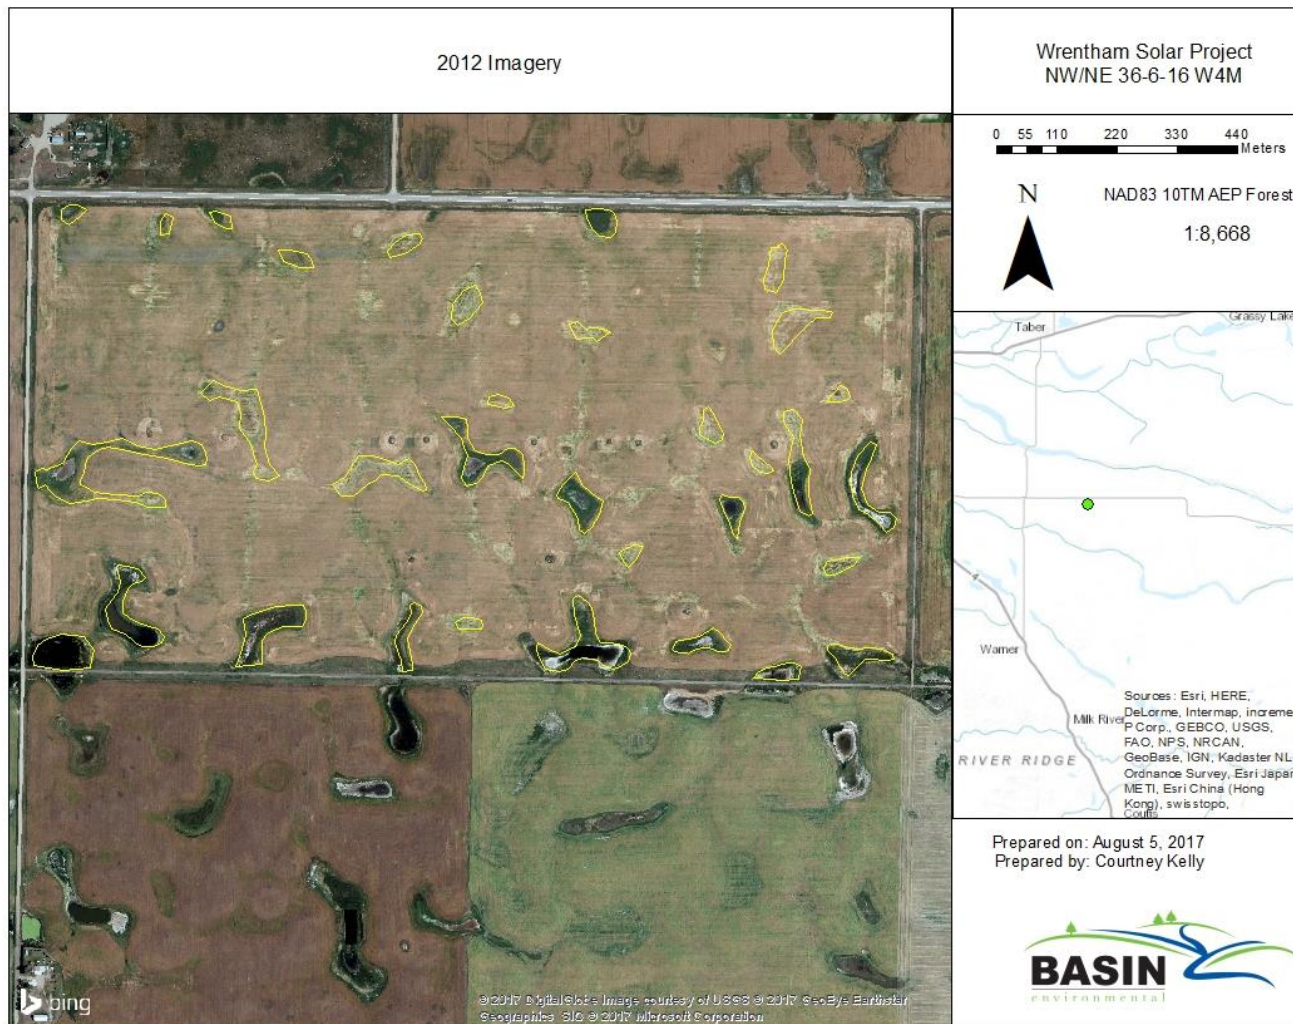 2012 Imagery
Wrentham Solar Project
NW/NE 36-6-16 W4M
0 55 110 220 330 440
Meters
N
NAD83 10TM AEP Forest
1:8,668
Grassy Lake
Taber
Warner
Milk River
RIVER RIDGE
4
Coutts
Sources: Esri, HERE,
DeLorme, Intermap, increme
P Corp., GEBCO, USGS,
FAO, NPS, NRCAN,
GeoBase, IGN, Kadaster NL
Ordnance Survey, Esri Japan
METI, Esri China (Hong
Kong), swisstopo,
Prepared on: August 5, 2017
Prepared by: Courtney Kelly
BASIN
environmental
bing
© 2017 DigitalGlobe Image courtesy of USGS © 2017 GeoEye Earthstar
Geographics SIO © 2017 Microsoft Corporation